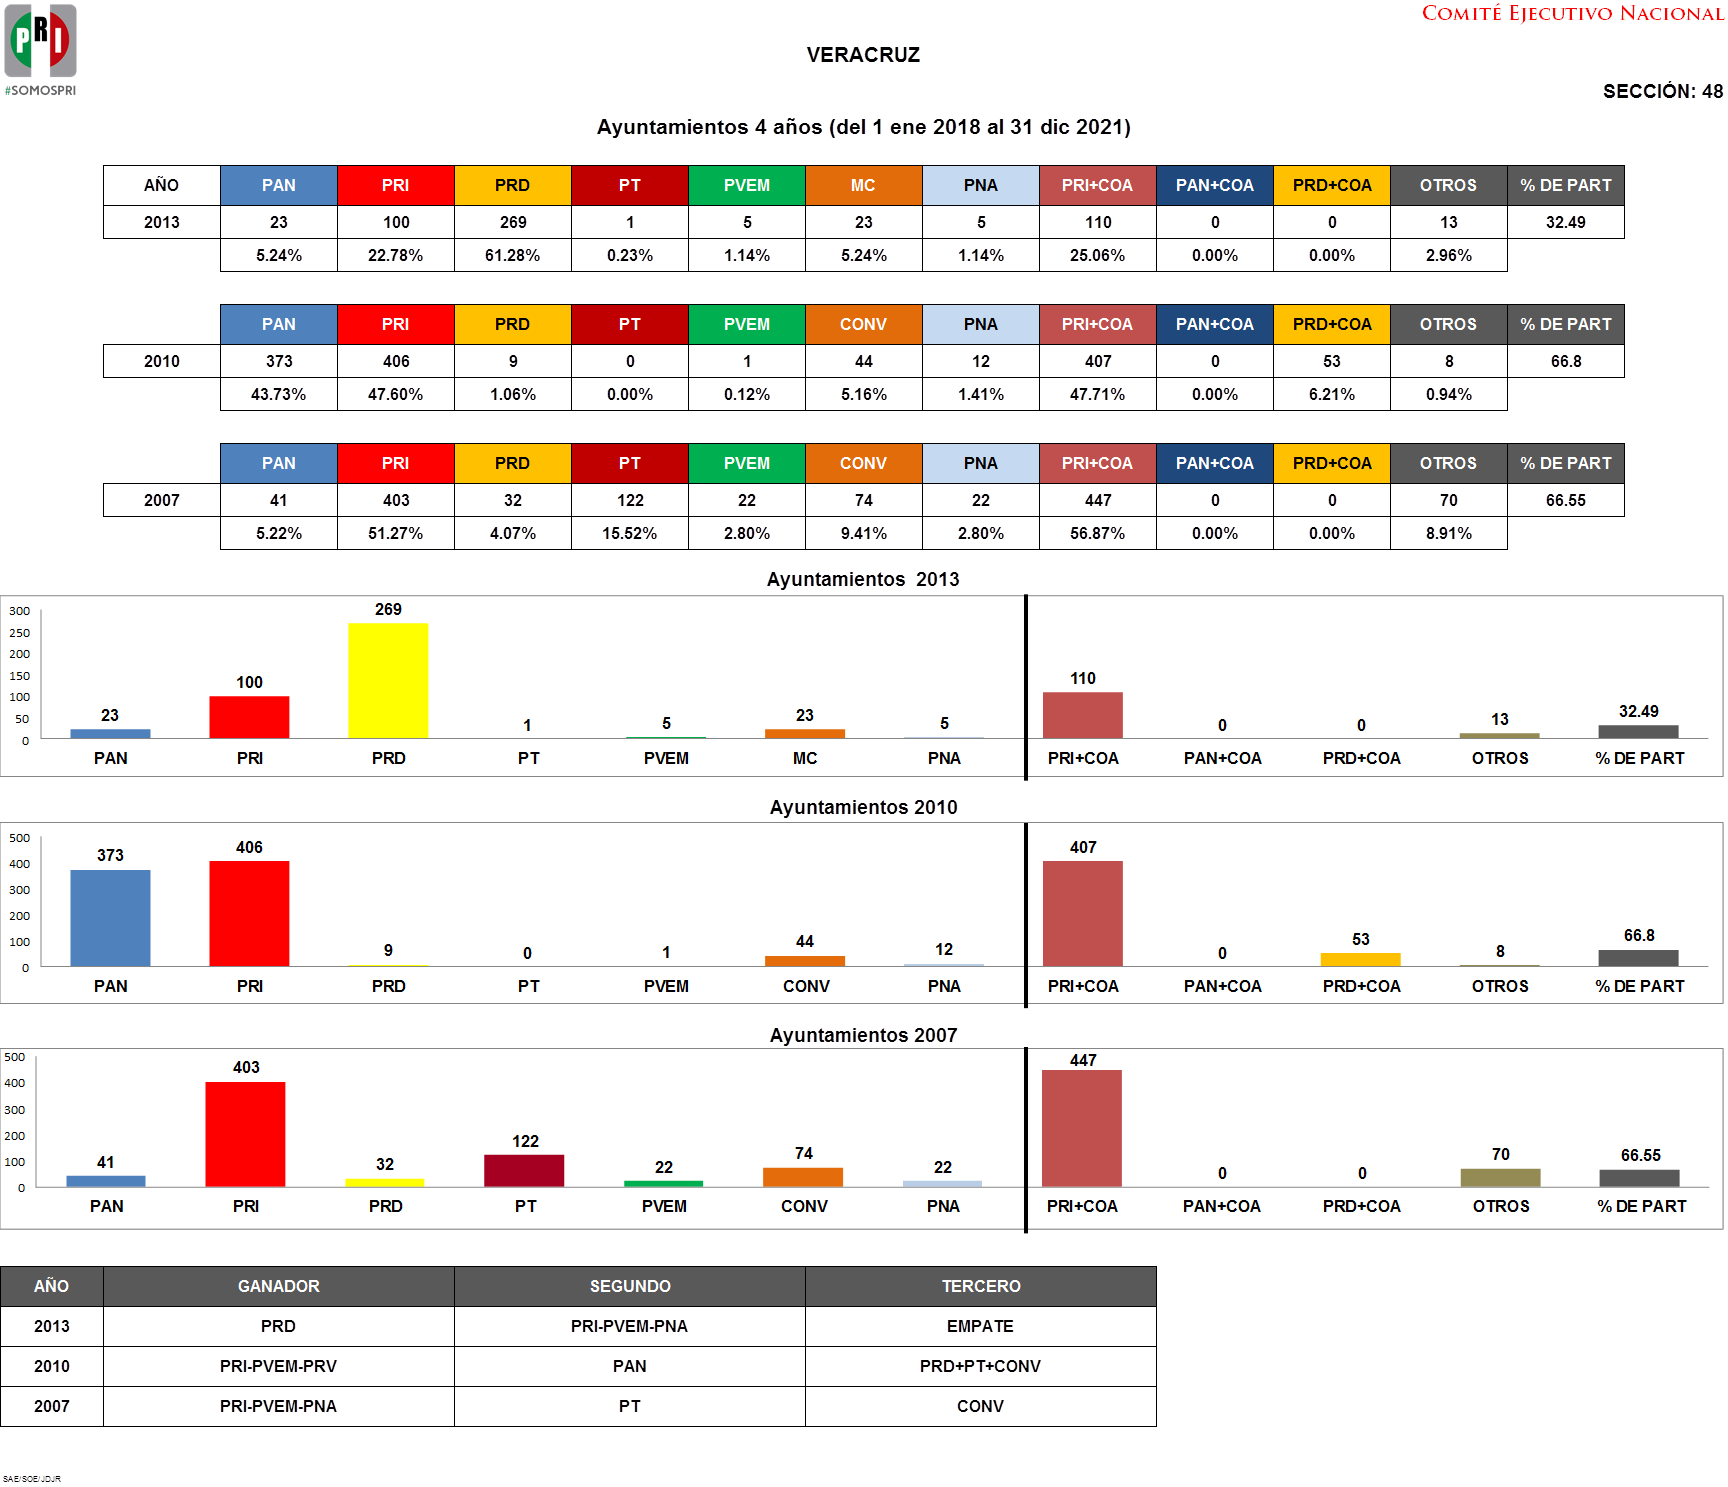 PRI
#SOMOSPRI
COMITÉ EJECUTIVO NACIONAL
VERACRUZ
SECCIÓN: 48
Ayuntamientos 4 años (del 1 ene 2018 al 31 dic 2021)
AÑO PAN PRI PRD PT PVEM MC PNA PRI+COA PAN+COA PRD+COA OTROS % DE PART
2013 23 100 269 1 5 23 5 110 0 0 13 32.49
5.24% 22.78% 61.28% 0.23% 1.14% 5.24% 1.14% 25.06% 0.00% 0.00% 2.96%
PAN PRI PRD PT PVEM CONV PNA PRI+COA PAN+COA PRD+COA OTROS % DE PART
2010 373 406 9 0 1 44 12 407 0 53 8 66.8
43.73% 47.60% 1.06% 0.00% 0.12% 5.16% 1.41% 47.71% 0.00% 6.21% 0.94%
PAN PRI PRD PT PVEM CONV PNA PRI+COA PAN+COA PRD+COA OTROS % DE PART
2007 41 403 32 122 22 74 22 447 0 0 70 66.55
5.22% 51.27% 4.07% 15.52% 2.80% 9.41% 2.80% 56.87% 0.00% 0.00% 8.91%
Ayuntamientos 2013
300
250
200
150
100
50
0
23 100 269 1 5 23 5 110 0 0 13 32.49
PAN PRI PRD PT PVEM MC PNA PRI+COA PAN+COA PRD+COA OTROS % DE PART
Ayuntamientos 2010
500
400
300
200
100
0
373 406 9 0 1 44 12 407 0 53 8 66.8
PAN PRI PRD PT PVEM CONV PNA PRI+COA PAN+COA PRD+COA OTROS % DE PART
Ayuntamientos 2007
500
400
300
200
100
0
41 403 32 122 22 74 22 447 0 0 70 66.55
PAN PRI PRD PT PVEM CONV PNA PRI+COA PAN+COA PRD+COA OTROS % DE PART
AÑO GANADOR SEGUNDO TERCERO
2013 PRD PRI-PVEM-PNA EMPATE
2010 PRI-PVEM-PRV PAN PRD+PT+CONV
2007 PRI-PVEM-PNA PT CONV
SAE/SOE/JDJR